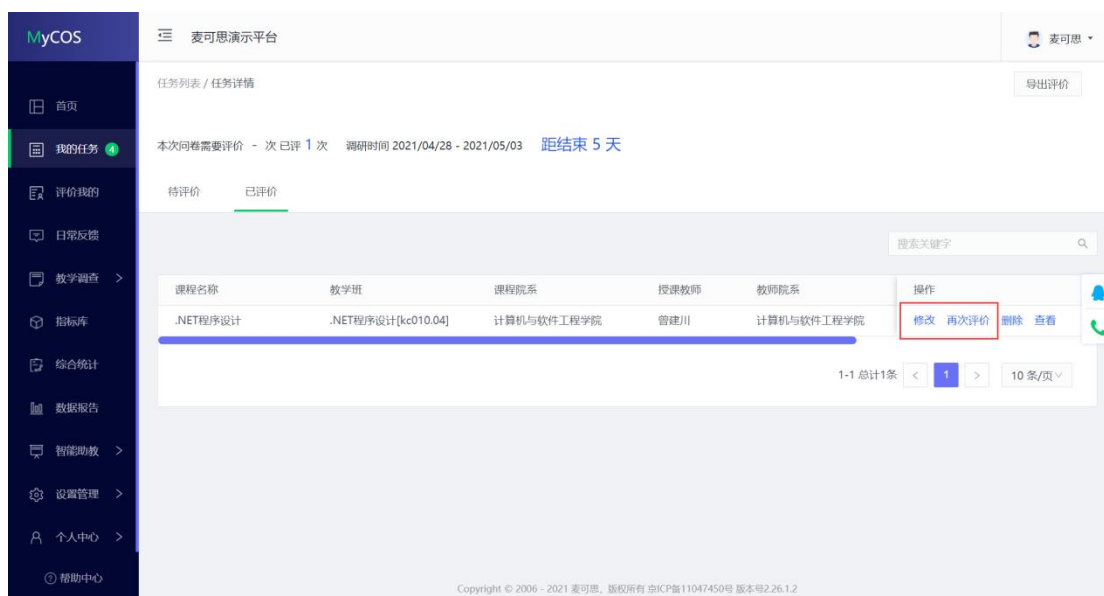 MyCOS
麦可思演示平台
麦可思
任务列表 / 任务详情
导出评价
首页
我的任务 4
评价我的
日常反馈
教学调查
指标库
综合统计
数据报告
智能助教
设置管理
个人中心
帮助中心
本次问卷需要评价 - 次 已评 1 次 调研时间 2021/04/28 - 2021/05/03 距结束 5 天
待评价 已评价
搜索关键字
课程名称 教学班 课程院系 授课教师 教师院系 操作
.NET程序设计 .NET程序设计[kc010.04] 计算机与软件工程学院 曾建川 计算机与软件工程学院 修改 再次评价 删除 查看
1-1 总计1条 < 1 > 10 条/页
Copyright © 2006 - 2021 麦可思，版权所有 京ICP备11047450号 版本号2.26.1.2